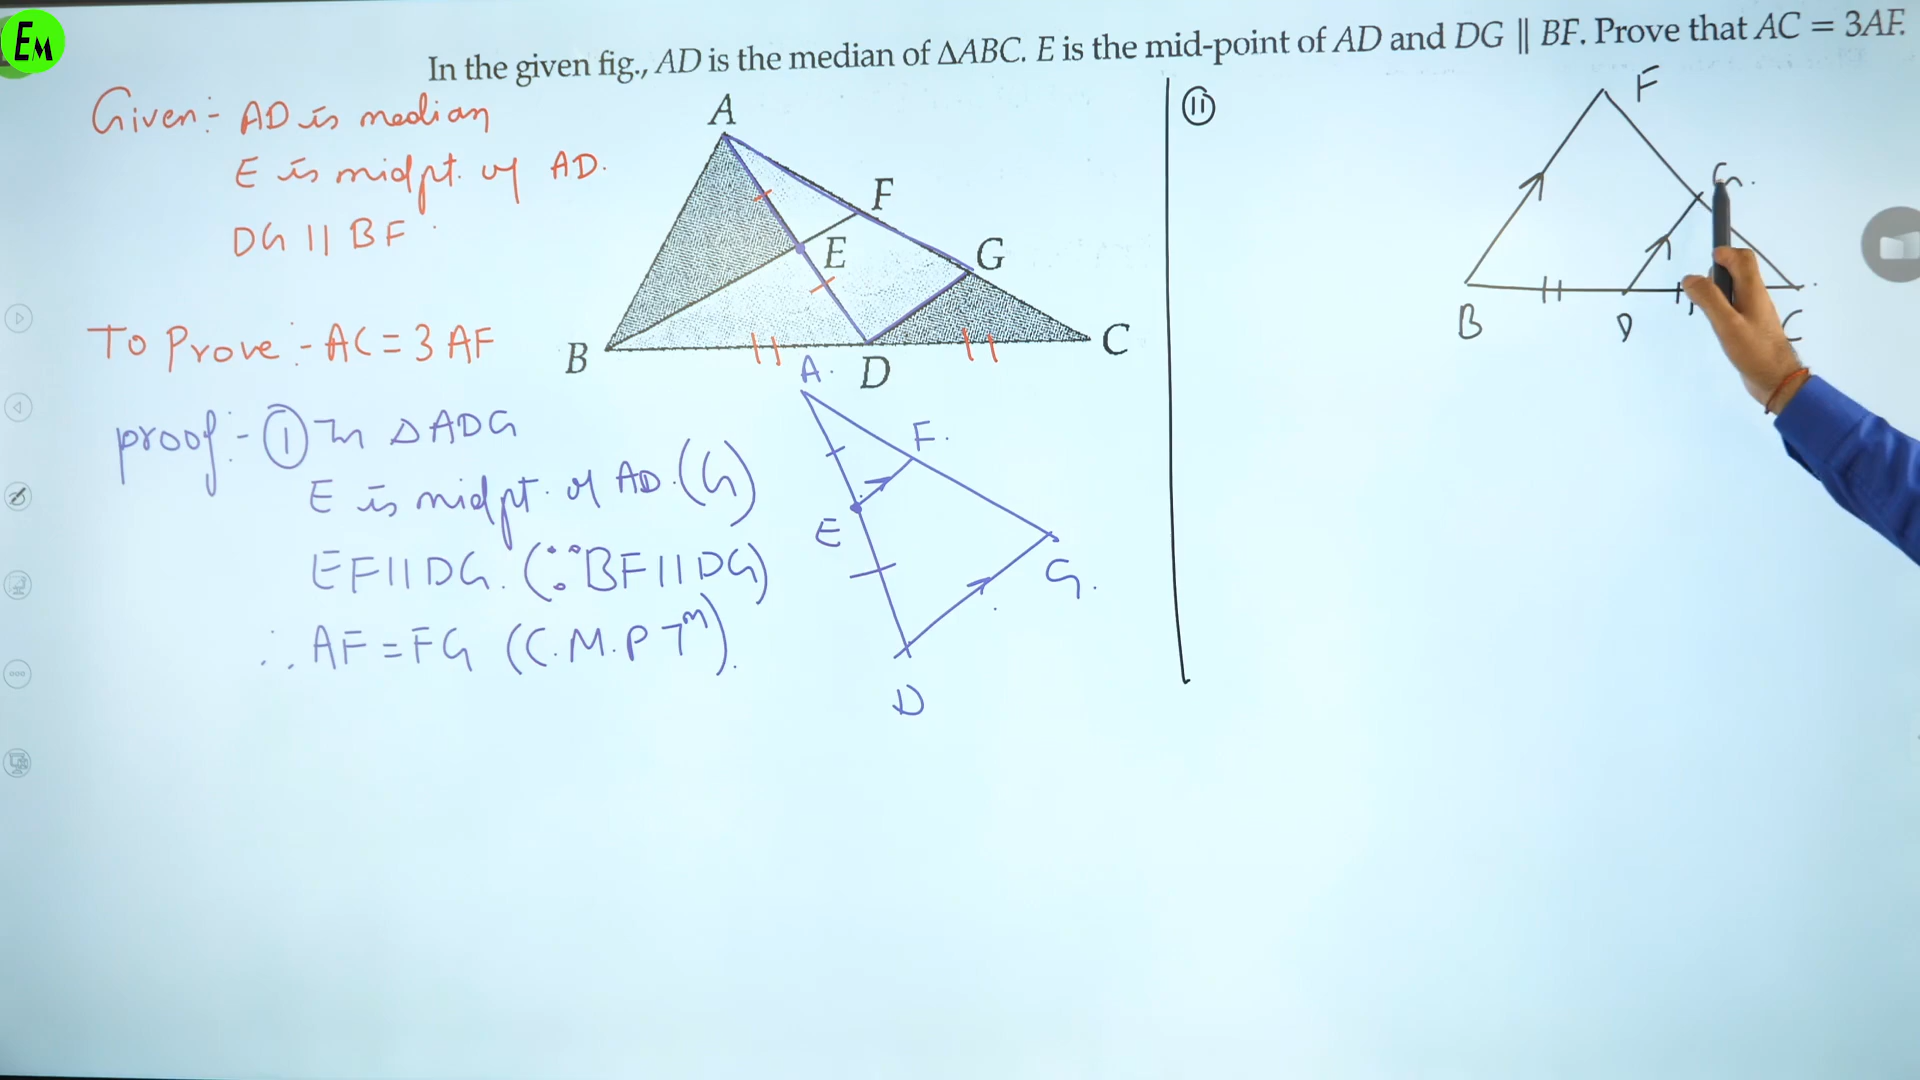 EM
In the given fig., AD is the median of ΔABC. E is the mid-point of AD and DG || BF. Prove that AC = 3AF.
Given:- AD is median
E is midpt. of AD.
DG || BF.
To Prove:- AC = 3 AF
proof:- ① In △ADG
E is midpt. of AD. (G)
EF || DG. (∵ BF || DG)
∴ AF = FG (C.M.P Tᵐ).
A
F
E
G
B
D
C
A.
F.
E
G.
D
⑪
F
G.
B
D
C